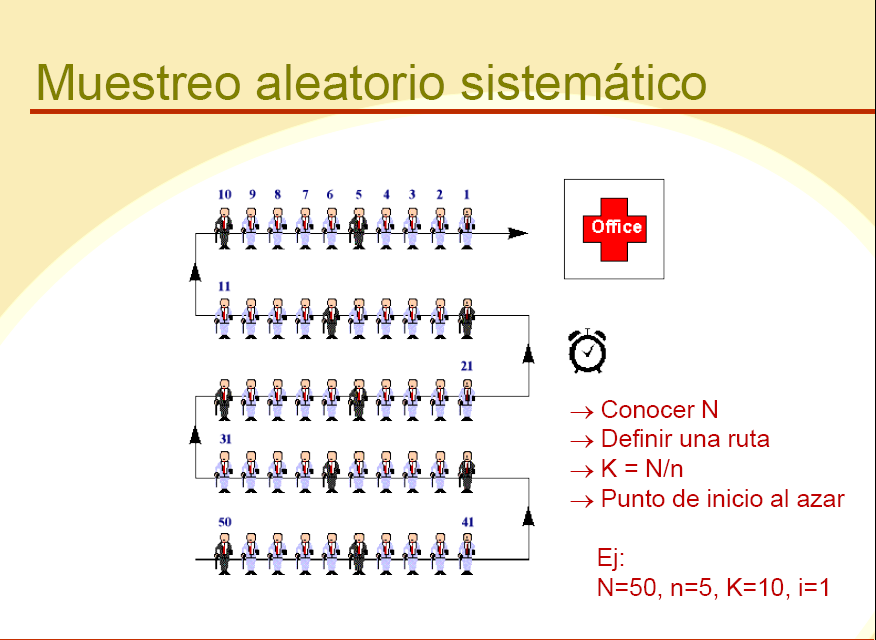 Muestreo aleatorio sistemático
10 9 8 7 6 5 4 3 2 1
Office
11
21
31
50 41
→ Conocer N
→ Definir una ruta
→ K = N/n
→ Punto de inicio al azar
Ej:
N=50, n=5, K=10, i=1